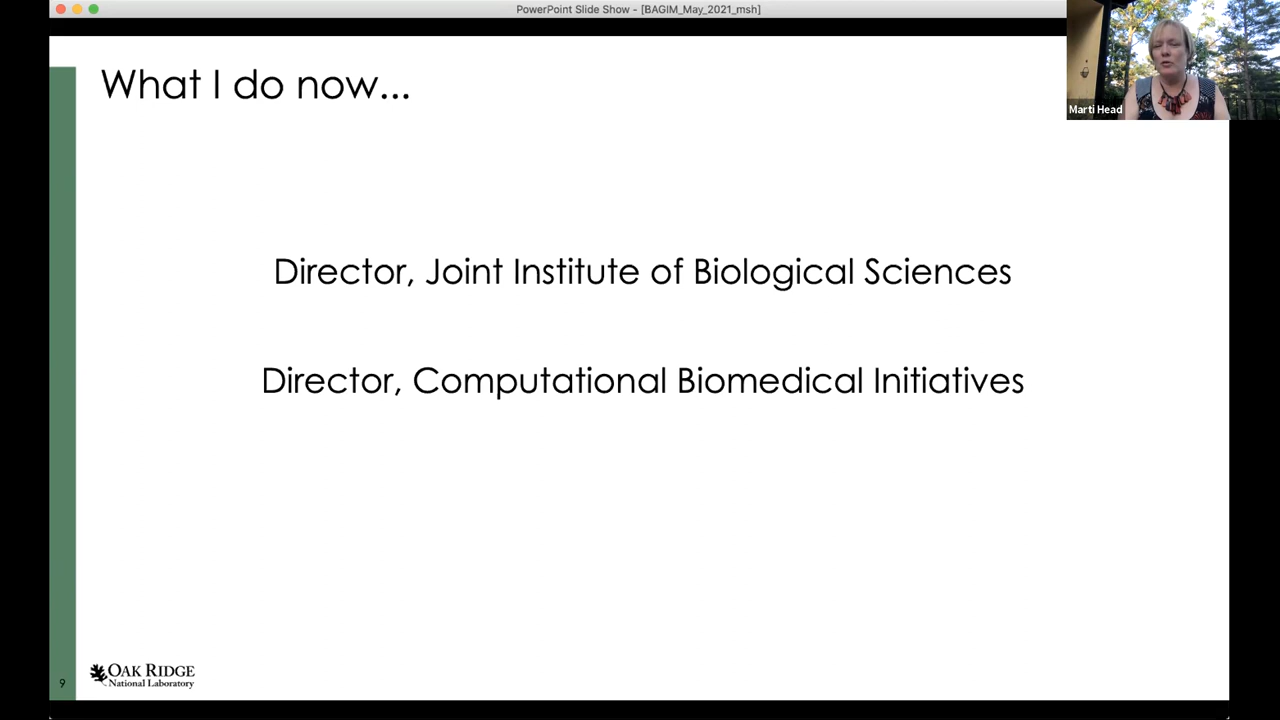 PowerPoint Slide Show - [BAGIM_May_2021_msh]
Marti Head
What I do now...
Director, Joint Institute of Biological Sciences
Director, Computational Biomedical Initiatives
9
OAK RIDGE
National Laboratory